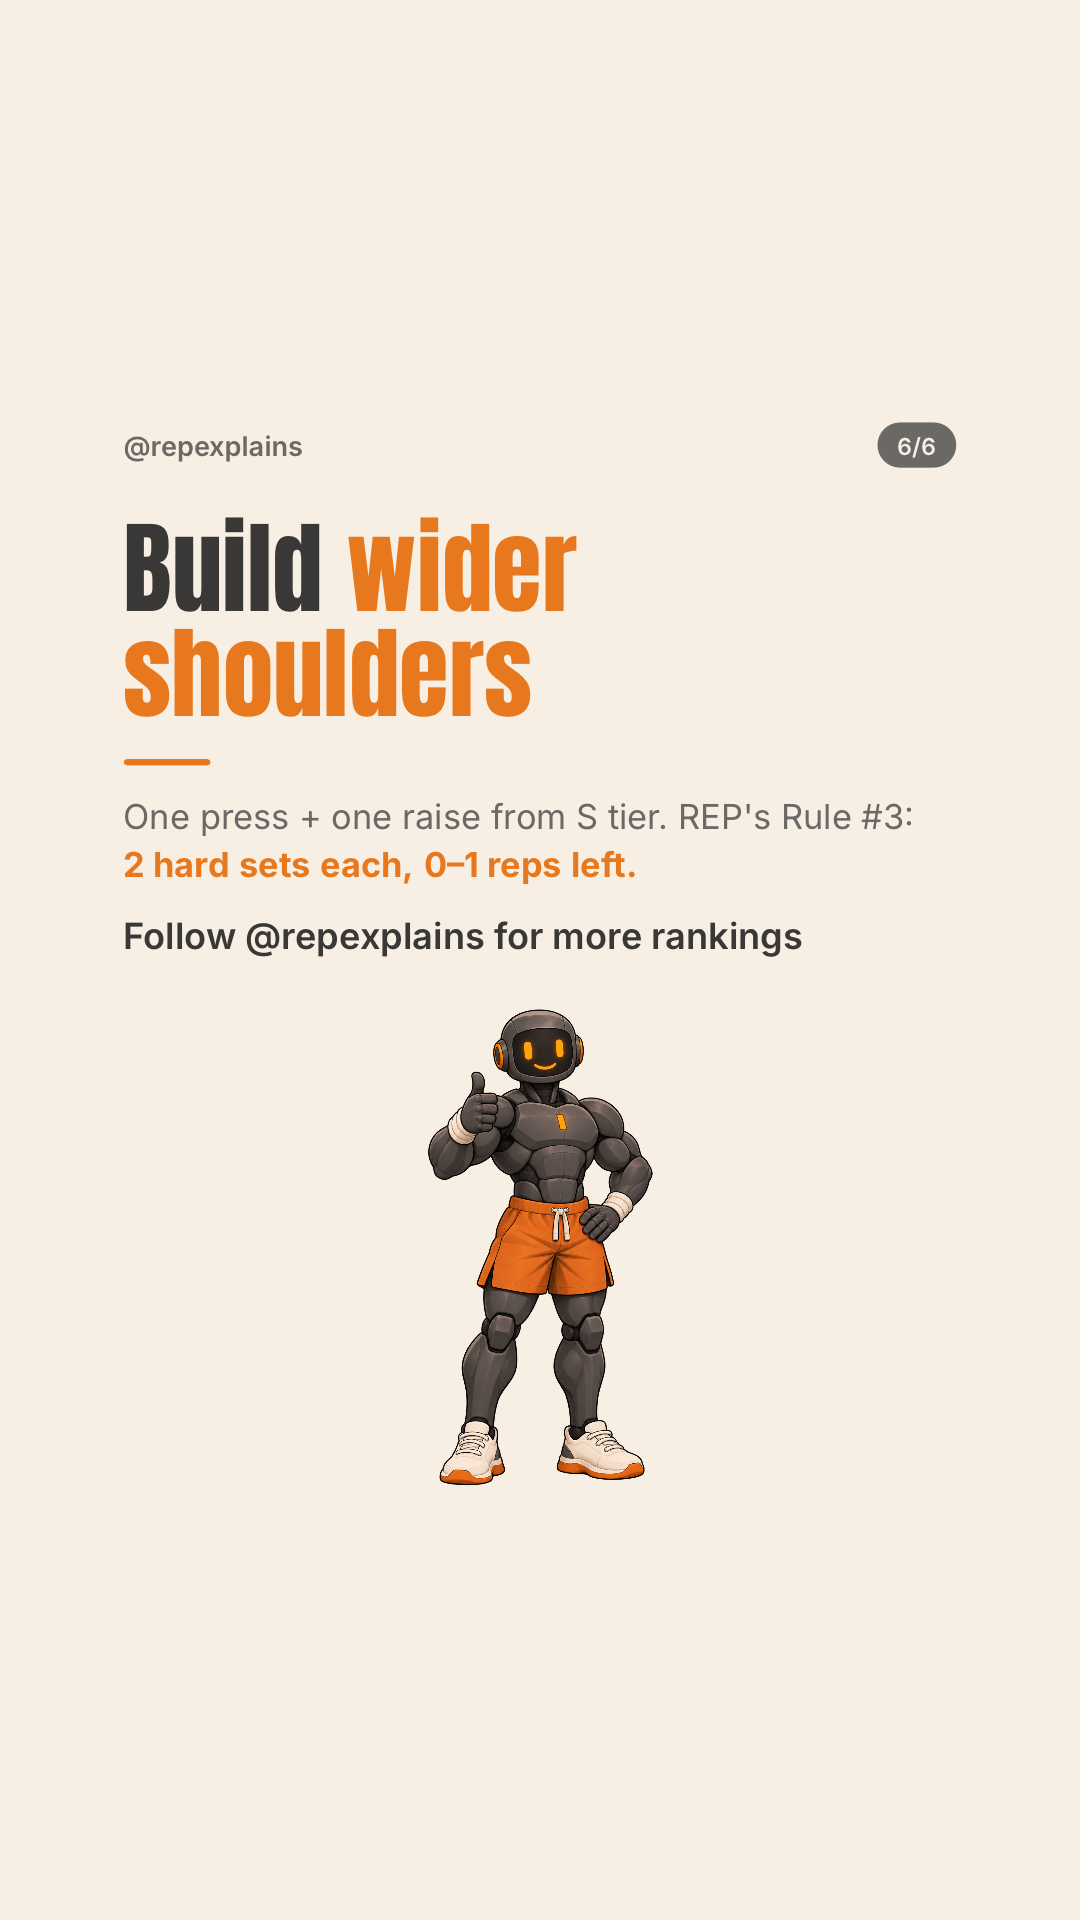 @repexplains
6/6
Build wider
shoulders
One press + one raise from S tier. REP's Rule #3:
2 hard sets each, 0–1 reps left.
Follow @repexplains for more rankings